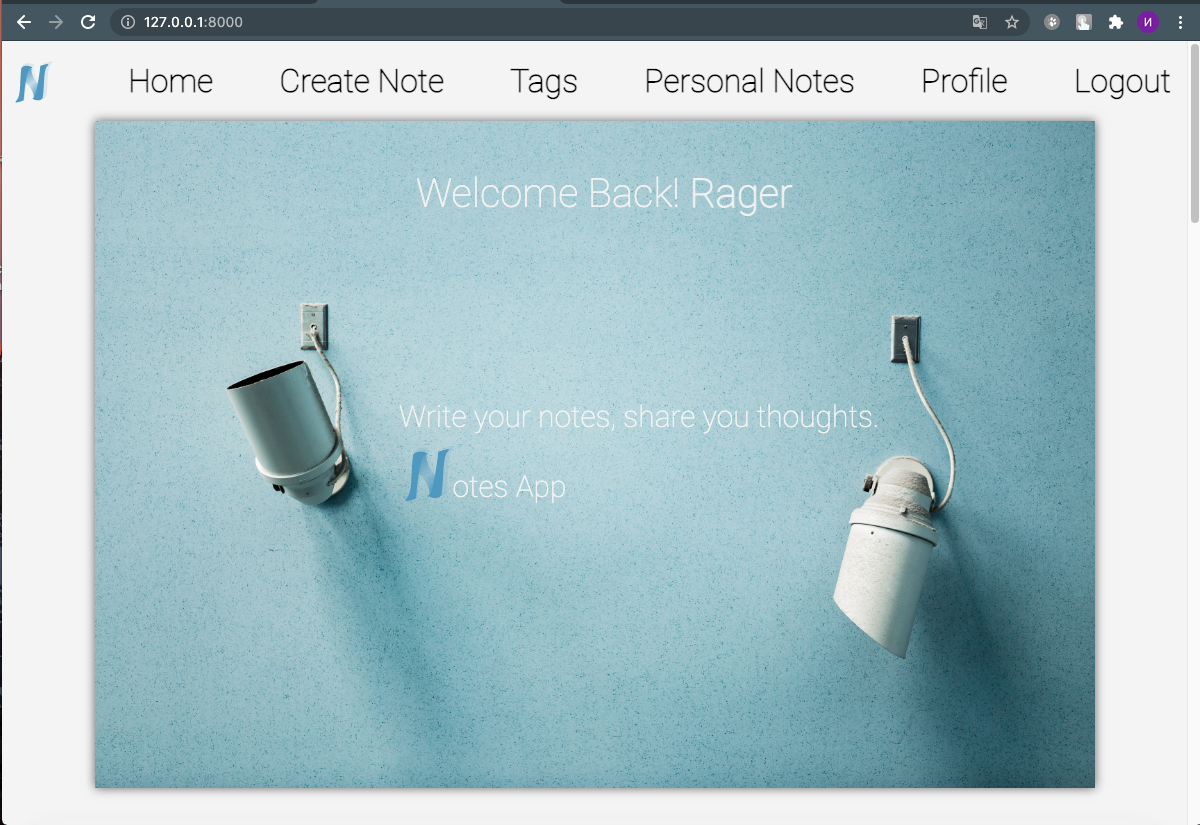 127.0.0.1:8000
И
N Home Create Note Tags Personal Notes Profile Logout
Welcome Back! Rager
Write your notes, share you thoughts.
Notes App